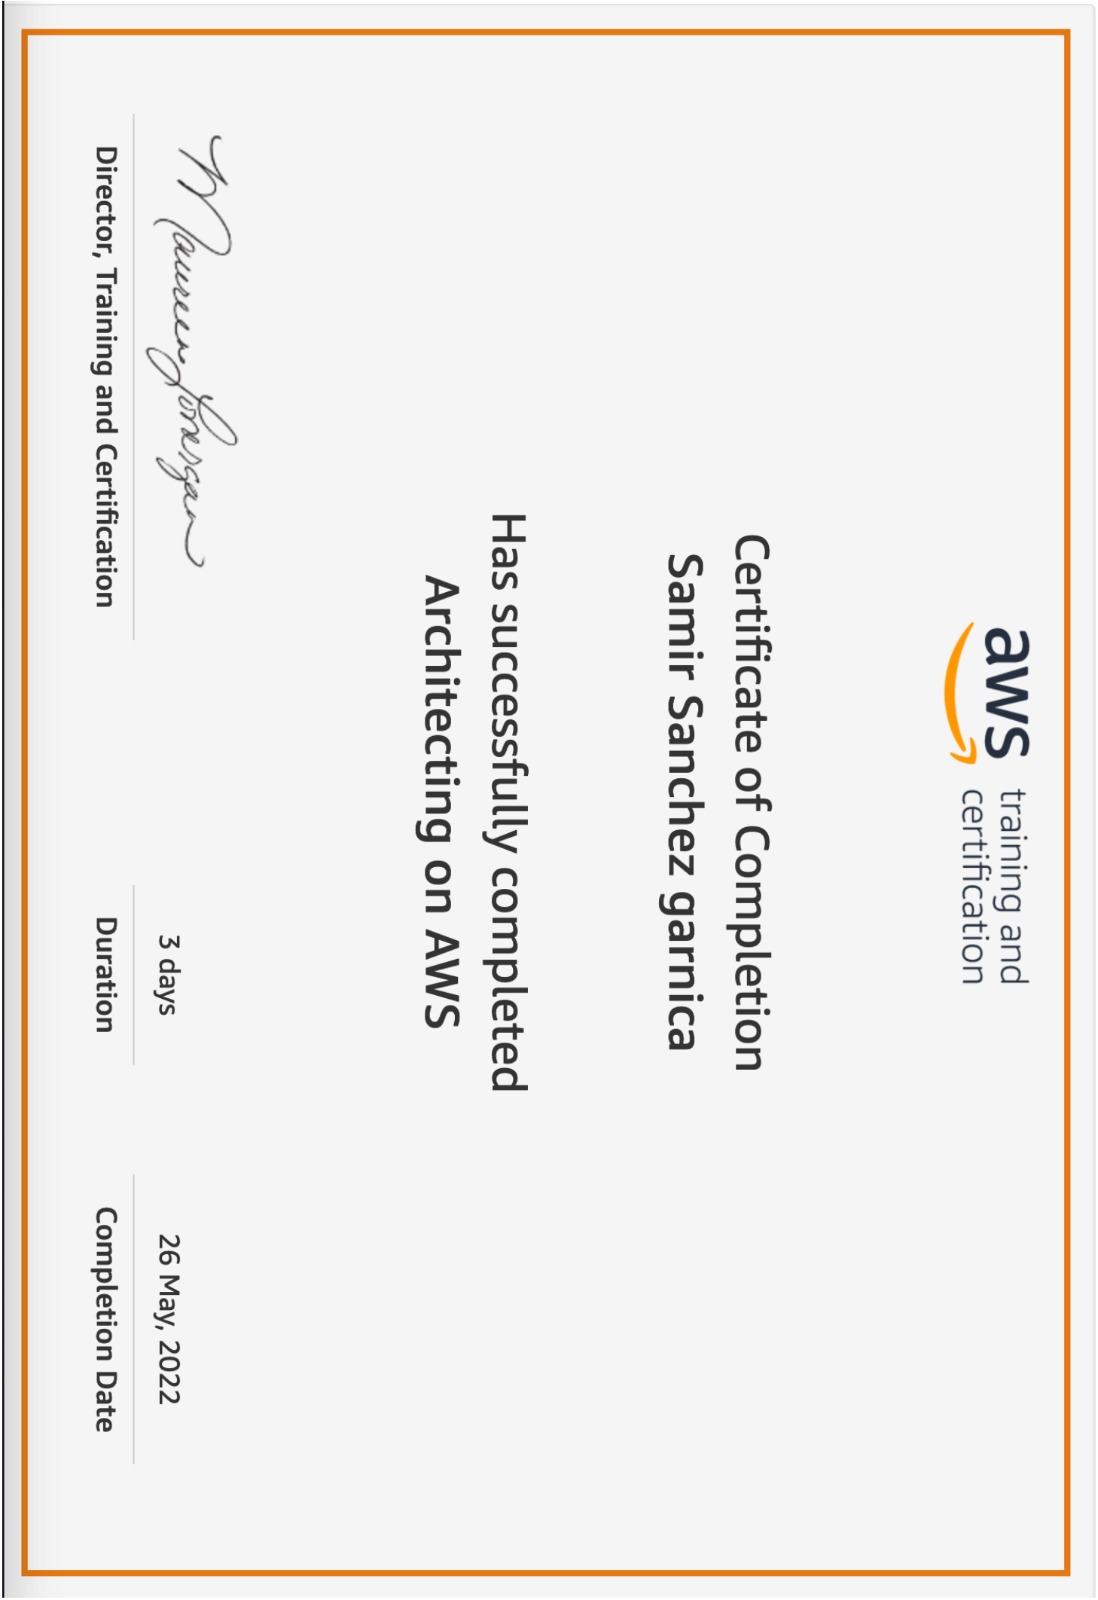 aws training and
certification
Certificate of Completion
Samir Sanchez garnica
Has successfully completed
Architecting on AWS
Maureen Lonergan
3 days
26 May, 2022
Director, Training and Certification
Duration
Completion Date